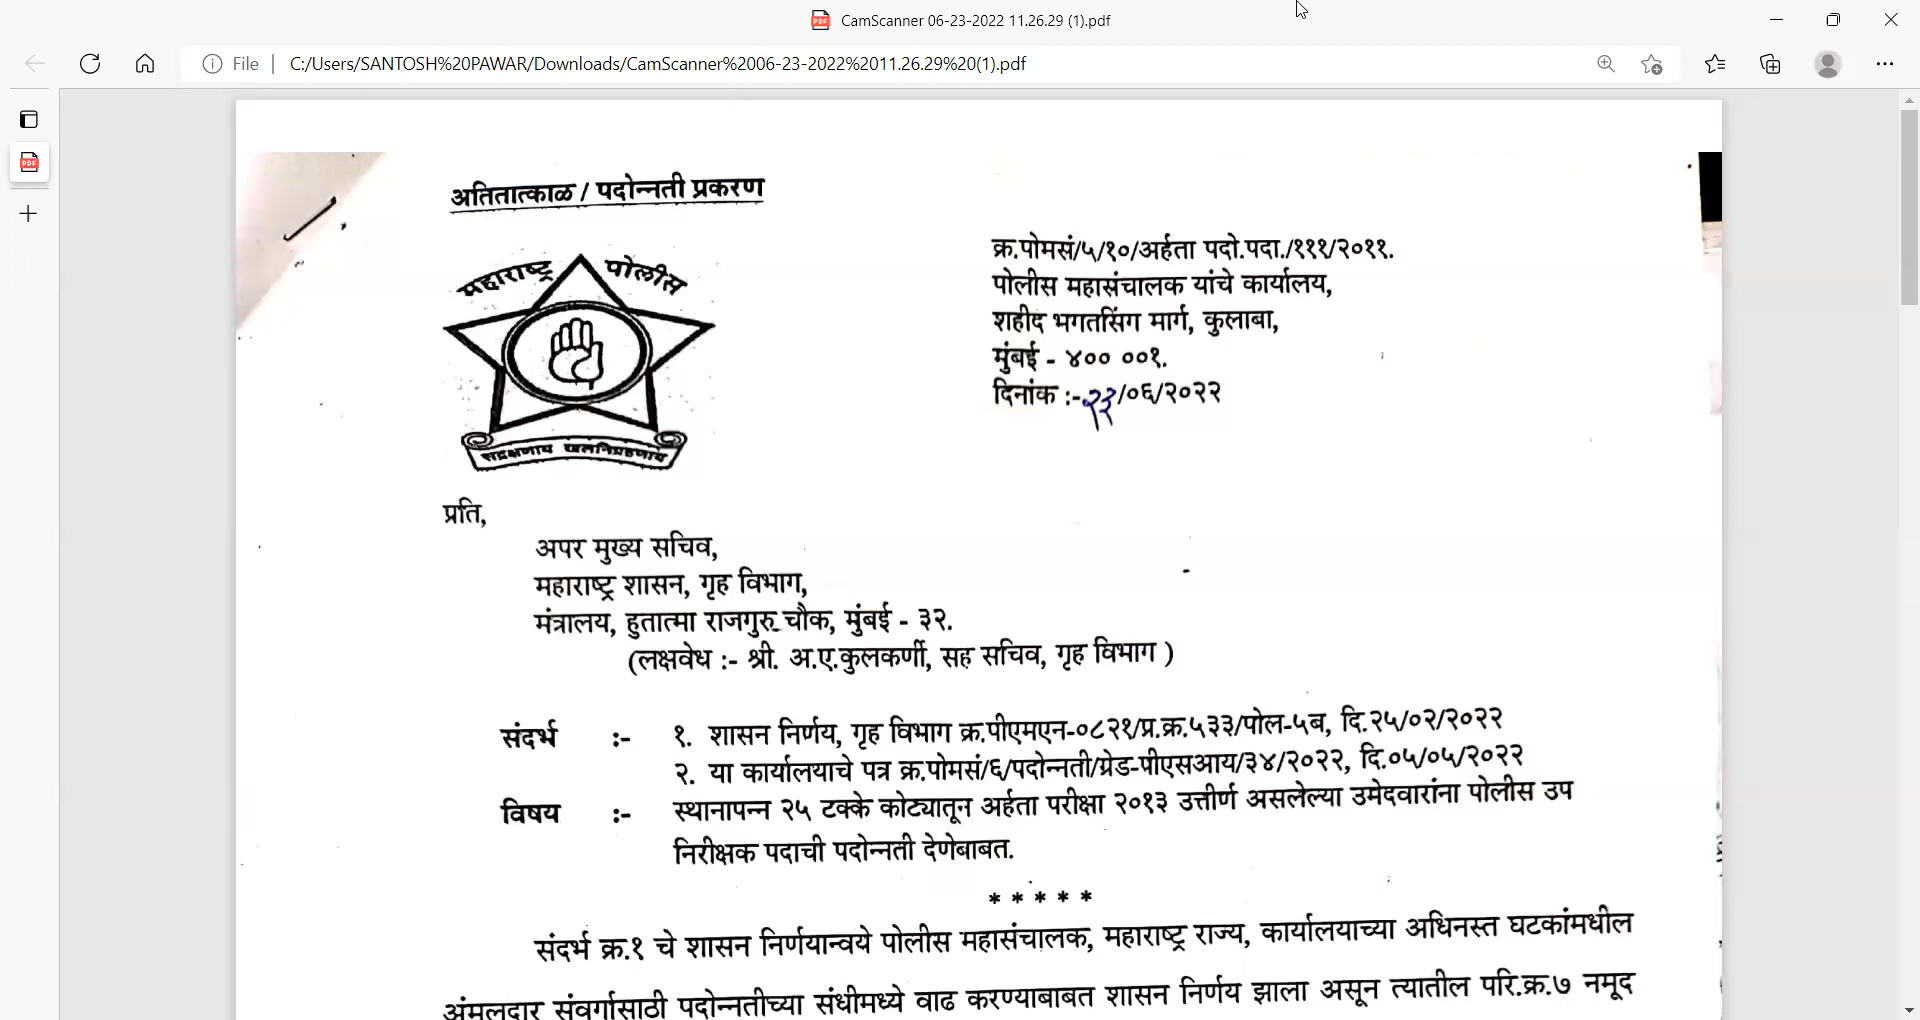 CamScanner 06-23-2022 11.26.29 (1).pdf
File
C:/Users/SANTOSH%20PAWAR/Downloads/CamScanner%2006-23-2022%2011.26.29%20(1).pdf
अतितात्काळ / पदोन्नती प्रकरण
महाराष्ट्र पोलीस
सद्रक्षणाय खलनिग्रहणाय
क्र.पोमसं/५/१०/अर्हता पदो.पदा./१११/२०११.
पोलीस महासंचालक यांचे कार्यालय,
शहीद भगतसिंग मार्ग, कुलाबा,
मुंबई - ४०० ००१.
दिनांक :-२३/०६/२०२२
प्रति,
अपर मुख्य सचिव,
महाराष्ट्र शासन, गृह विभाग,
मंत्रालय, हुतात्मा राजगुरु चौक, मुंबई - ३२.
(लक्षवेध :- श्री. अ.ए.कुलकर्णी, सह सचिव, गृह विभाग )
संदर्भ :- १. शासन निर्णय, गृह विभाग क्र.पीएमएन-०८२१/प्र.क्र.५३३/पोल-५ब, दि.२५/०२/२०२२
२. या कार्यालयाचे पत्र क्र.पोमसं/६/पदोन्नती/ग्रेड-पीएसआय/३४/२०२२, दि.०५/०५/२०२२
विषय :- स्थानापन्न २५ टक्के कोट्यातून अर्हता परीक्षा २०१३ उत्तीर्ण असलेल्या उमेदवारांना पोलीस उप
निरीक्षक पदाची पदोन्नती देणेबाबत.
* * * * *
संदर्भ क्र.१ चे शासन निर्णयान्वये पोलीस महासंचालक, महाराष्ट्र राज्य, कार्यालयाच्या अधिनस्त घटकांमधील
अंमलदार संवर्गासाठी पदोन्नतीच्या संधीमध्ये वाढ करण्याबाबत शासन निर्णय झाला असून त्यातील परि.क्र.७ नमूद